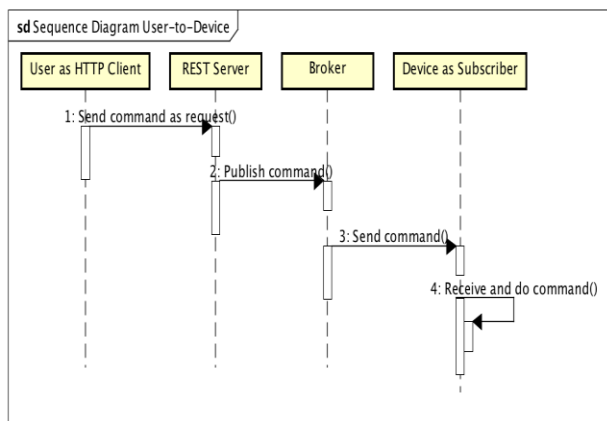 sd Sequence Diagram User-to-Device
User as HTTP Client
REST Server
Broker
Device as Subscriber
1: Send command as request()
2: Publish command()
3: Send command()
4: Receive and do command()